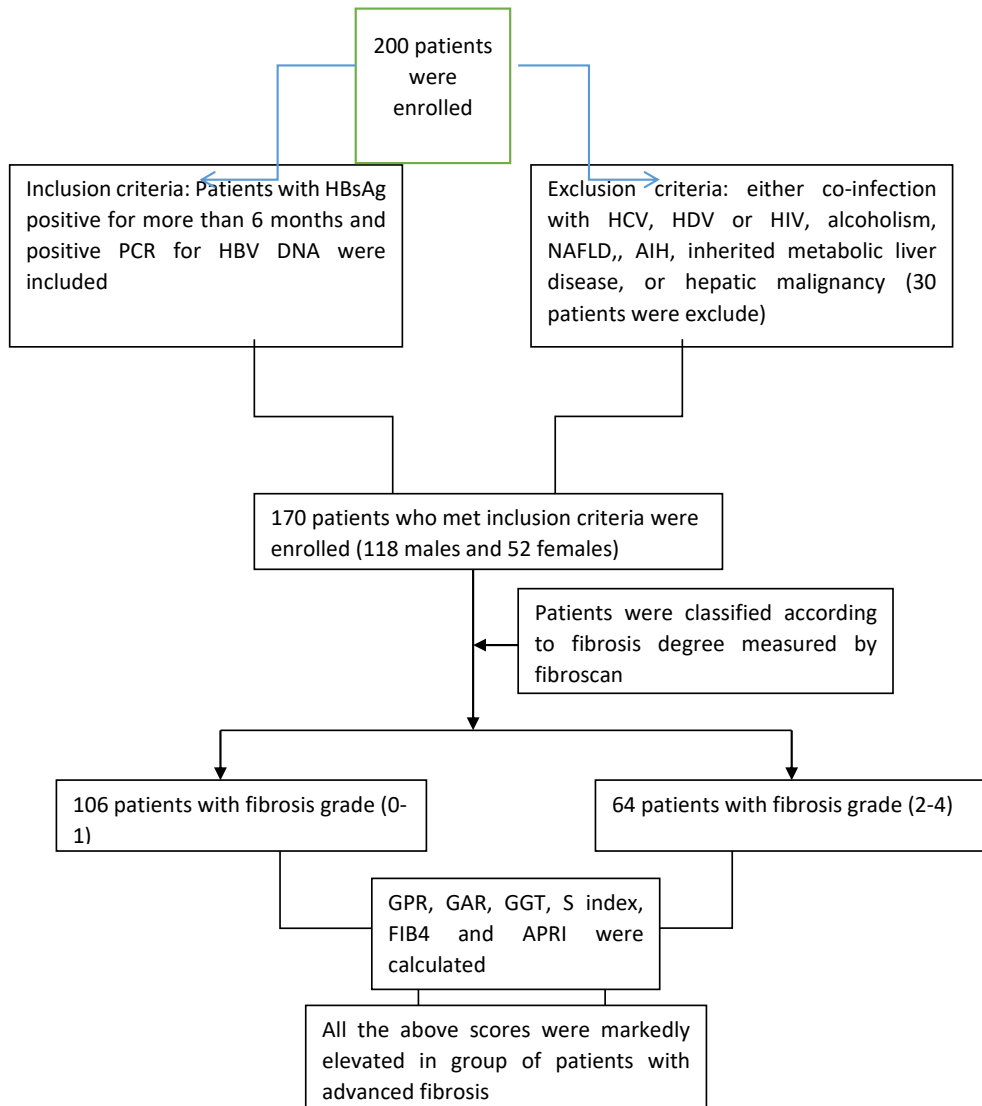 200 patients
were
enrolled
Inclusion criteria: Patients with HBsAg
positive for more than 6 months and
positive PCR for HBV DNA were
included
Exclusion criteria: either co-infection
with HCV, HDV or HIV, alcoholism,
NAFLD,, AIH, inherited metabolic liver
disease, or hepatic malignancy (30
patients were exclude)
170 patients who met inclusion criteria were
enrolled (118 males and 52 females)
Patients were classified according
to fibrosis degree measured by
fibroscan
106 patients with fibrosis grade (0-
1)
64 patients with fibrosis grade (2-4)
GPR, GAR, GGT, S index,
FIB4 and APRI were
calculated
All the above scores were markedly
elevated in group of patients with
advanced fibrosis